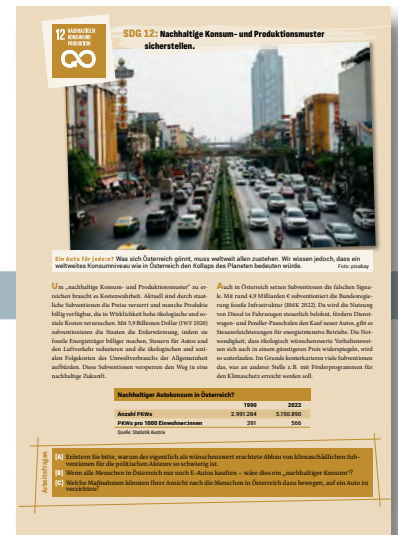 12 NACHHALTIGE/R
KONSUM UND
PRODUKTION
SDG 12: Nachhaltige Konsum- und Produktionsmuster
sicherstellen.
Ein Auto für jede:n? Was sich Österreich gönnt, muss weltweit allen zustehen. Wir wissen jedoch, dass ein
weltweites Konsumniveau wie in Österreich den Kollaps des Planeten bedeuten würde. Foto: pixabay
Um „nachhaltige Konsum- und Produktionsmuster“ zu er-
reichen braucht es Kostenwahrheit. Aktuell sind durch staat-
liche Subventionen die Preise verzerrt und manche Produkte
billig verfügbar, die in Wirklichkeit hohe ökologische und so-
ziale Kosten verursachen. Mit 5,9 Billionen Dollar (IWF 2020)
subventionieren die Staaten die Erderwärmung, indem sie
fossile Energieträger billiger machen, Steuern für Autos und
den Luftverkehr reduzieren und die ökologischen und sozi-
alen Folgekosten des Umweltverbrauchs der Allgemeinheit
aufbürden. Diese Subventionen versperren den Weg in eine
nachhaltige Zukunft.
Auch in Österreich setzen Subventionen die falschen Signa-
le. Mit rund 4,9 Milliarden € subventioniert die Bundesregie-
rung fossile Infrastruktur (BMK 2022). Da wird die Nutzung
von Diesel in Fahrzeugen steuerlich belohnt, fördern Dienst-
wagen- und Pendler-Pauschalen den Kauf neuer Autos, gibt es
Steuererleichterungen für energieintensive Betriebe. Die Not-
wendigkeit, dass ökologisch wünschenswerte Verhaltenswei-
sen sich auch in einem günstigeren Preis widerspiegeln, wird
so unterlaufen. Im Grunde konterkarieren viele Subventionen
das, was an anderer Stelle z.B. mit Förderprogrammen für
den Klimaschutz erreicht werden soll.
Nachhaltiger Autokonsum in Österreich?
1990 2022
Anzahl PKWs 2.991.284 5.150.890
PKWs pro 1000 Einwohner:innen 391 566
Quelle: Statistik Austria
Arbeitsfragen
[A] Erörtern Sie bitte, warum der eigentlich als wünschenswert erachtete Abbau von klimaschädlichen Sub-
ventionen für die politischen Akteure so schwierig ist.
[B] Wenn alle Menschen in Österreich nur noch E-Autos kauften – wäre dies ein „nachhaltiger Konsum“?
[C] Welche Maßnahmen könnten Ihrer Ansicht nach die Menschen in Österreich dazu bewegen, auf ein Auto zu
verzichten?